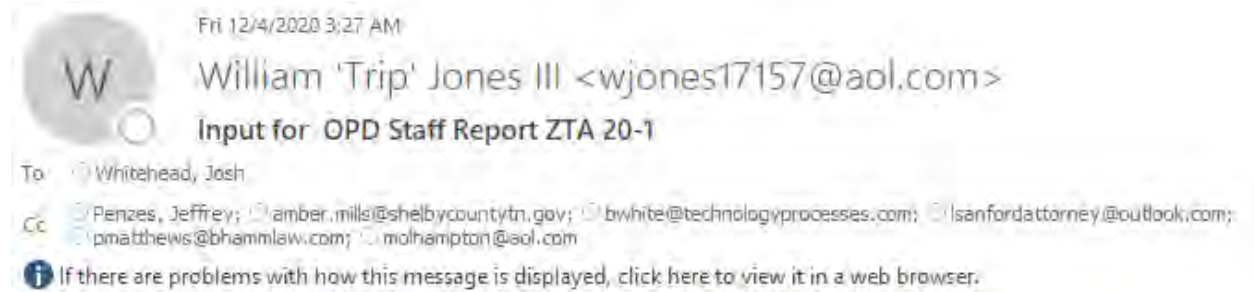 Fri 12/4/2020 3:27 AM
W
William 'Trip' Jones III <wjones17157@aol.com>
Input for OPD Staff Report ZTA 20-1
To Whitehead, Josh
Cc Penzes, Jeffrey; amber.mills@shelbycountytn.gov; bwhite@technologyprocesses.com; lsanfordattorney@outlook.com;
pmatthews@bhammlaw.com; molhampton@aol.com
i If there are problems with how this message is displayed, click here to view it in a web browser.